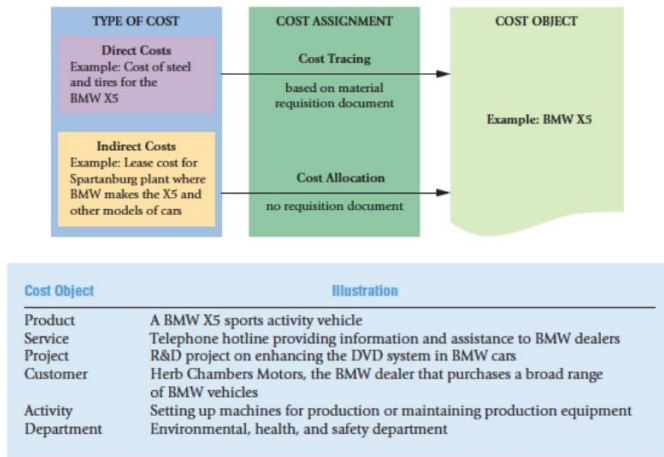 TYPE OF COST
COST ASSIGNMENT
COST OBJECT
Direct Costs
Example: Cost of steel
and tires for the
BMW X5
Cost Tracing
based on material
requisition document
Example: BMW X5
Indirect Costs
Example: Lease cost for
Spartanburg plant where
BMW makes the X5 and
other models of cars
Cost Allocation
no requisition document
Cost Object Illustration
Product A BMW X5 sports activity vehicle
Service Telephone hotline providing information and assistance to BMW dealers
Project R&D project on enhancing the DVD system in BMW cars
Customer Herb Chambers Motors, the BMW dealer that purchases a broad range
of BMW vehicles
Activity Setting up machines for production or maintaining production equipment
Department Environmental, health, and safety department